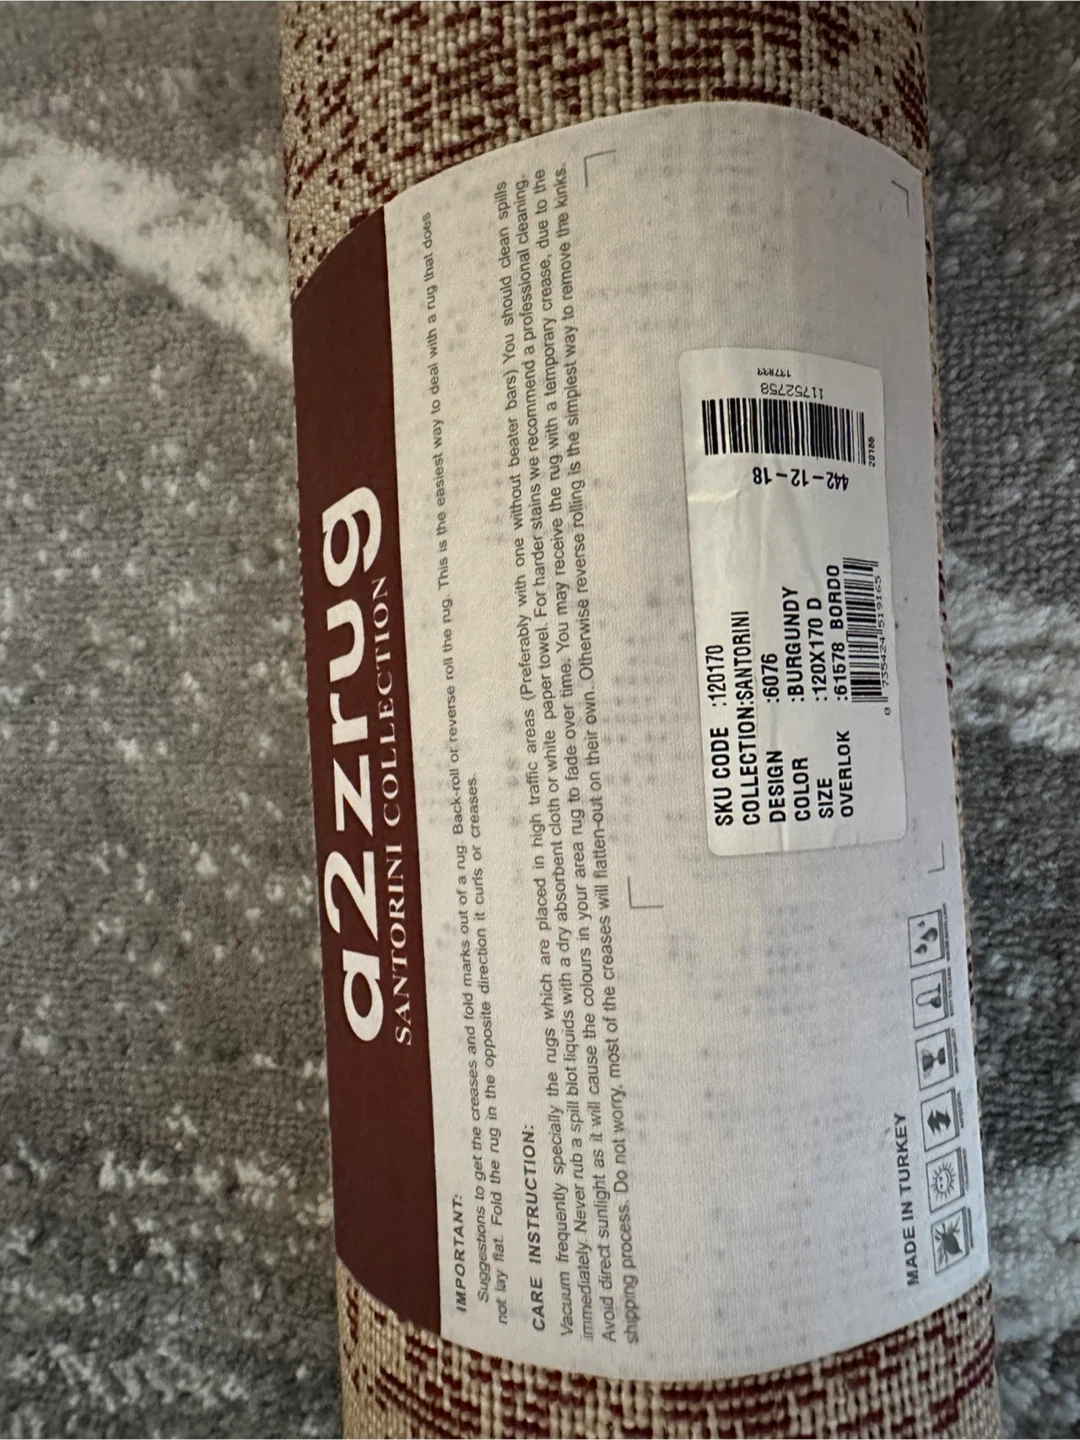 a2zrug
SANTORINI COLLECTION
IMPORTANT:
Suggestions to get the creases and fold marks out of a rug. Back-roll or reverse roll the rug. This is the easiest way to deal with a rug that does
not lay flat. Fold the rug in the opposite direction it curls or creases.
CARE INSTRUCTION:
Vacuum frequently specially the rugs which are placed in high traffic areas (Preferably with one without beater bars) You should clean spills
immediately. Never rub a spill blot liquids with a dry absorbent cloth or white paper towel. For harder stains we recommend a professional cleaning.
Avoid direct sunlight as it will cause the colours in your area rug to fade over time. You may receive the rug with a temporary crease, due to the
shipping process. Do not worry, most of the creases will flatten-out on their own. Otherwise reverse rolling is the simplest way to remove the kinks.
SKU CODE :120170
COLLECTION:SANTORINI
DESIGN :6076
COLOR :BURGUNDY
SIZE :120X170 D
OVERLOK :61578 BORDO
0 735424 519165
442-12-18
11752758
137833
20186
MADE IN TURKEY